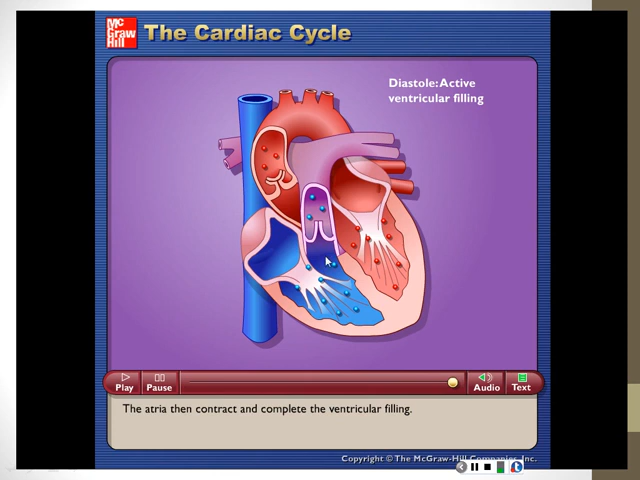 Mc
Graw
Hill
The Cardiac Cycle
Diastole: Active
ventricular filling
Play
Pause
Audio
Text
The atria then contract and complete the ventricular filling.
Copyright © The McGraw-Hill Companies, Inc.